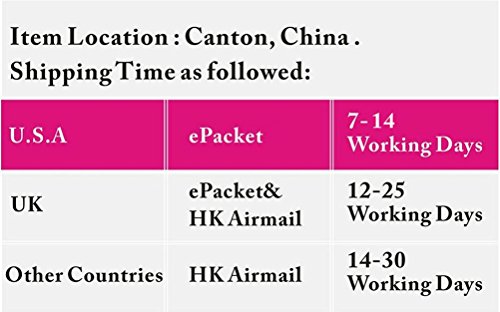 Item Location : Canton, China .
Shipping Time as followed:
U.S.A ePacket 7-14 Working Days
UK ePacket& HK Airmail 12-25 Working Days
Other Countries HK Airmail 14-30 Working Days